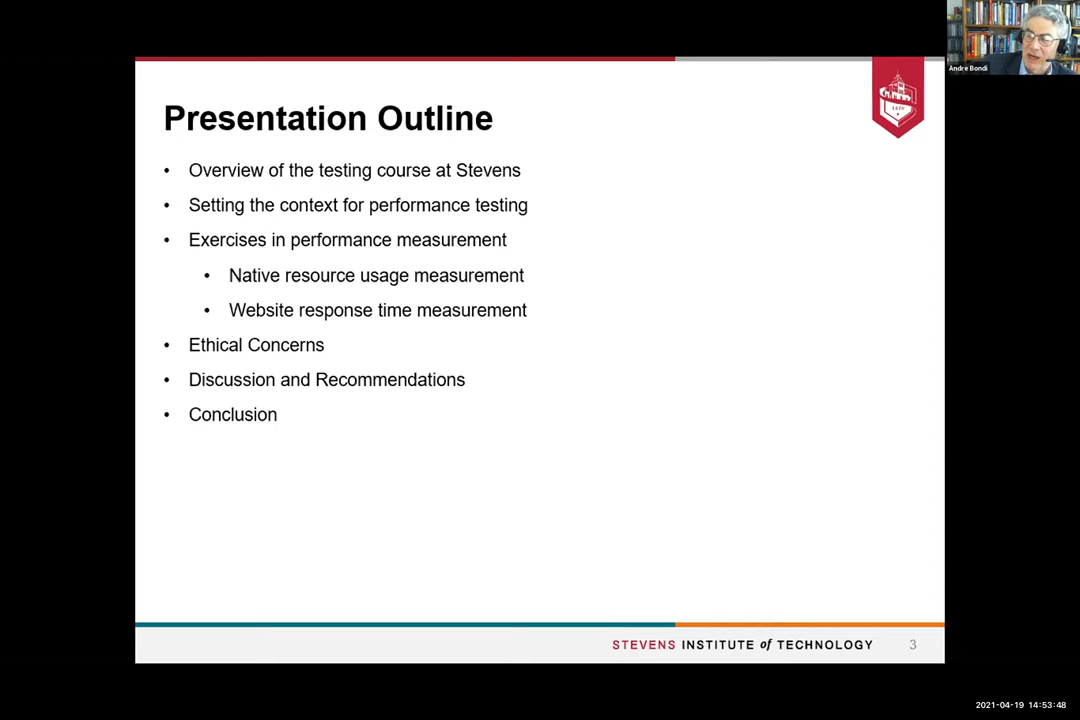 Andre Bondi
Presentation Outline
• Overview of the testing course at Stevens
• Setting the context for performance testing
• Exercises in performance measurement
• Native resource usage measurement
• Website response time measurement
• Ethical Concerns
• Discussion and Recommendations
• Conclusion
1870
STEVENS INSTITUTE of TECHNOLOGY 3
2021-04-19 14:53:48